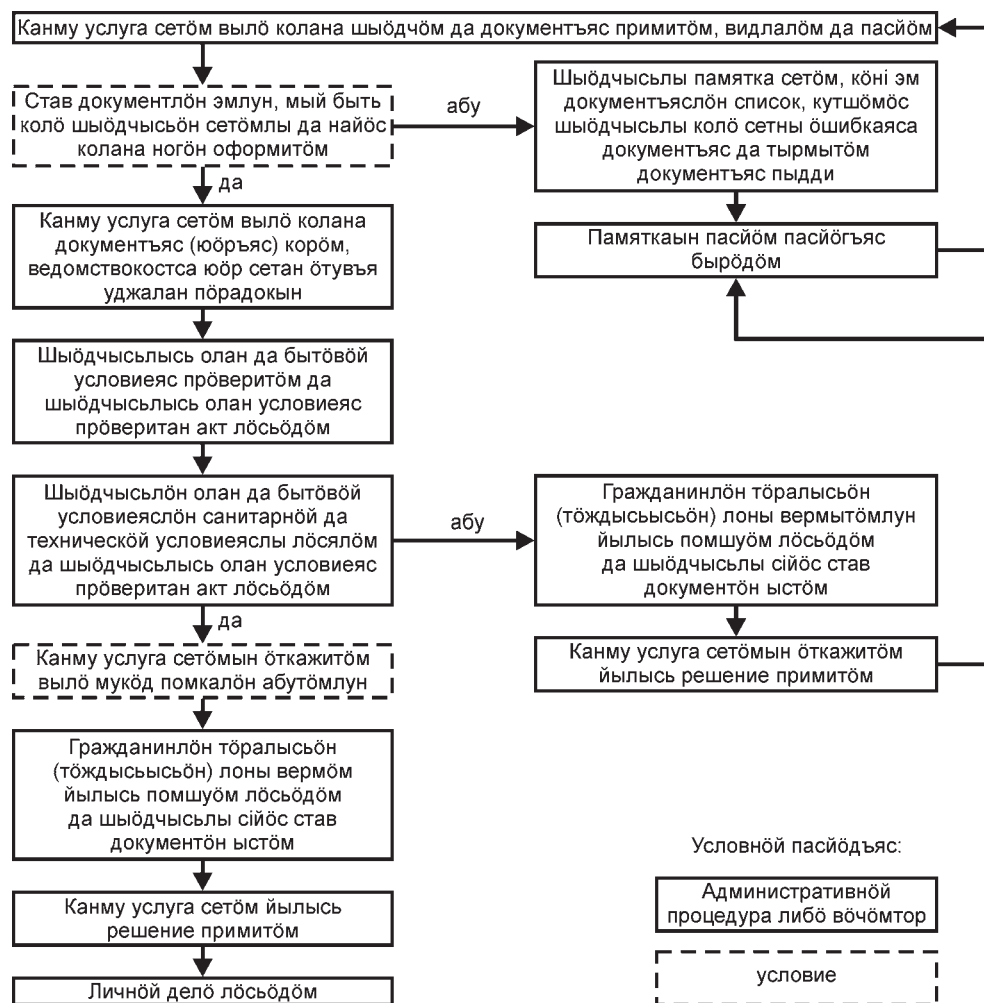 Канму услуга сетӧм вылӧ колана шыӧдчӧм да документъяс примитӧм, видлалӧм да пасйӧм
Став документлӧн эмлун, мый быть
колӧ шыӧдчысьӧн сетӧмлы да найӧс
колана ногӧн оформитӧм
абу
Шыӧдчысьлы памятка сетӧм, кӧні эм
документъяслӧн список, кутшӧмӧс
шыӧдчысьлы колӧ сетны ӧшибкаяса
документъяс да тырмытӧм
документъяс пыдди
да
Канму услуга сетӧм вылӧ колана
документъяс (юӧръяс) корӧм,
ведомствокостса юӧр сетан ӧтувъя
уджалан пӧрадокын
Памяткаын пасйӧм пасйӧгъяс
бырӧдӧм
Шыӧдчысьлысь олан да бытӧвӧй
условиеяс прӧверитӧм да
шыӧдчысьлысь олан условиеяс
прӧверитан акт лӧсьӧдӧм
Шыӧдчысьлӧн олан да бытӧвӧй
условиеяслӧн санитарнӧй да
техническӧй условиеяслы лӧсялӧм
да шыӧдчысьлысь олан условиеяс
прӧверитан акт лӧсьӧдӧм
абу
Гражданинлӧн тӧралысьӧн
(тӧждысьысьӧн) лоны вермытӧмлун
йылысь помшуӧм лӧсьӧдӧм
да шыӧдчысьлы сійӧс став
документӧн ыстӧм
да
Канму услуга сетӧмын ӧткажитӧм
вылӧ мукӧд помкалӧн абутӧмлун
Канму услуга сетӧмын ӧткажитӧм
йылысь решение примитӧм
Гражданинлӧн тӧралысьӧн
(тӧждысьысьӧн) лоны вермӧм
йылысь помшуӧм лӧсьӧдӧм
да шыӧдчысьлы сійӧс став
документӧн ыстӧм
Канму услуга сетӧм йылысь
решение примитӧм
Личнӧй делӧ лӧсьӧдӧм
Условнӧй пасйӧдъяс:
Административнӧй
процедура либӧ вӧчӧмтор
условие